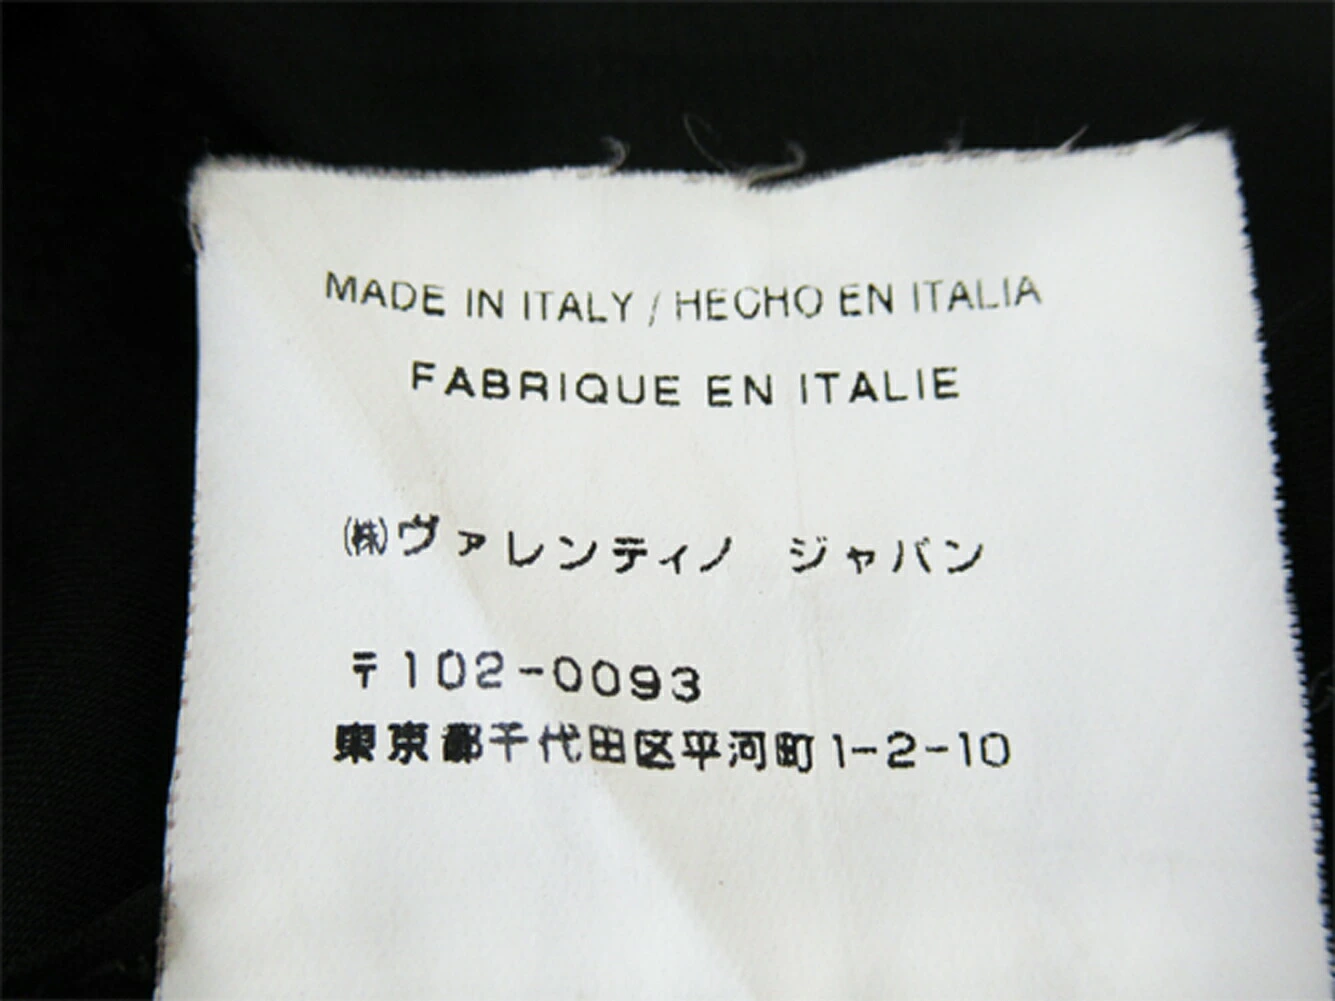 MADE IN ITALY / HECHO EN ITALIA
FABRIQUE EN ITALIE
㈱ヴァレンティノ ジャパン
〒102-0093
東京都千代田区平河町1-2-10